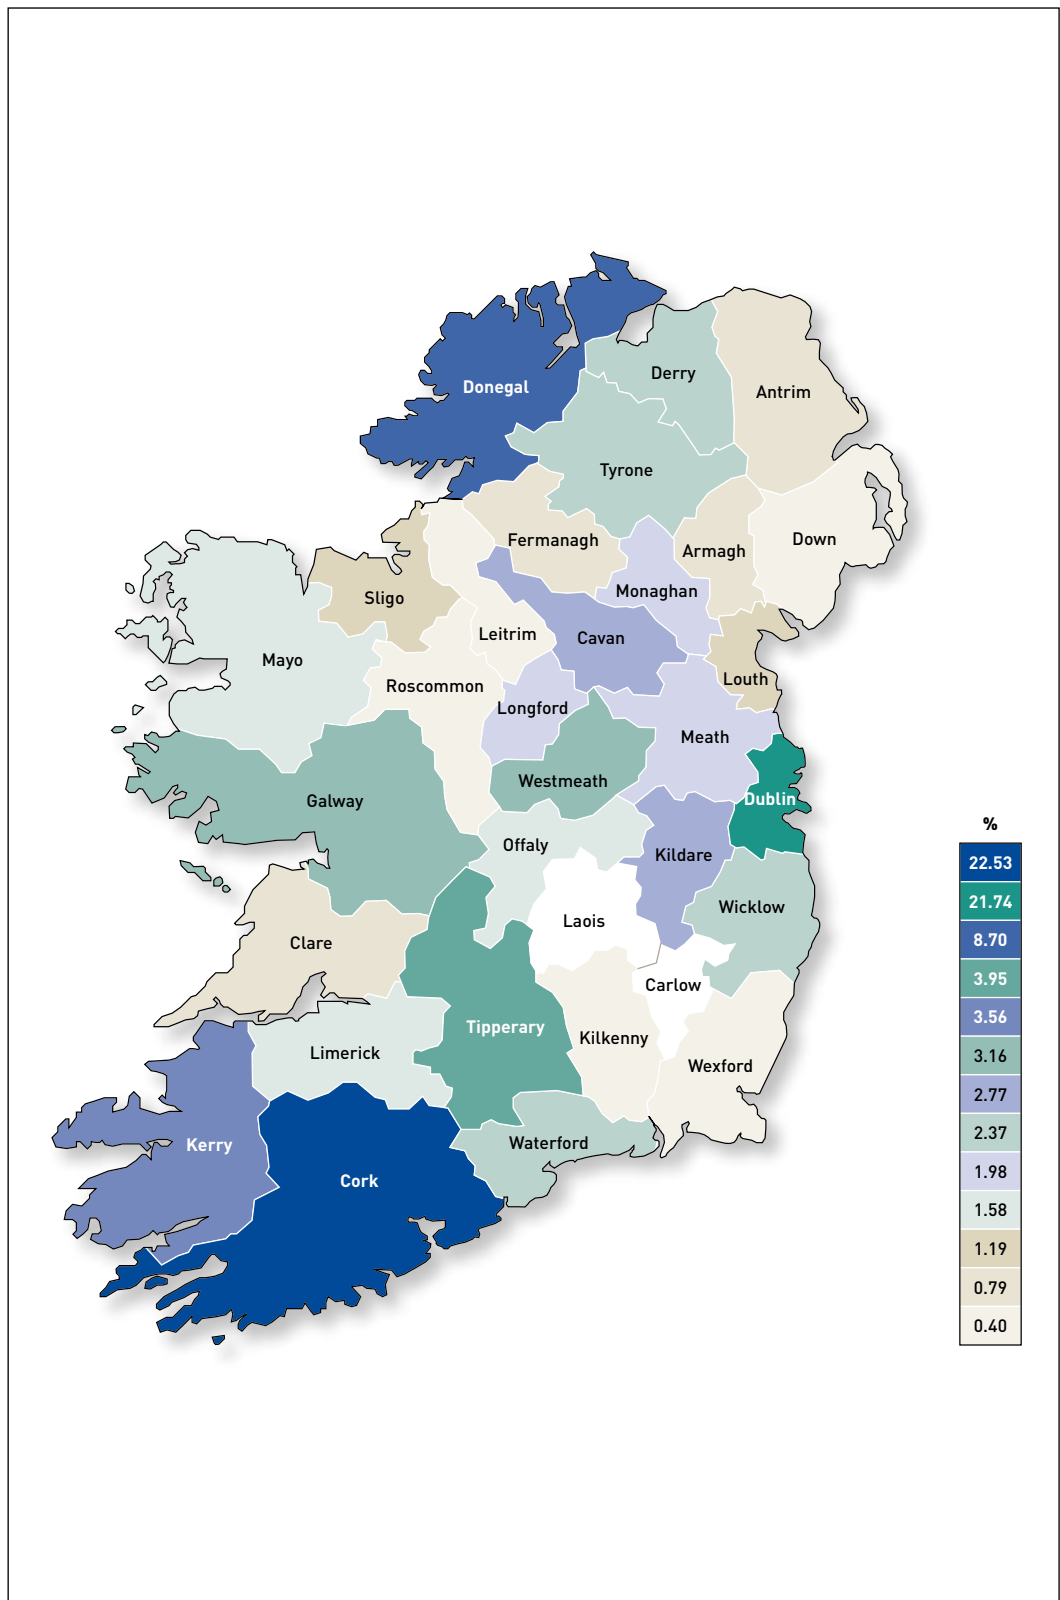 Donegal
Derry
Antrim
Tyrone
Fermanagh
Armagh
Down
Monaghan
Sligo
Leitrim
Cavan
Mayo
Roscommon
Louth
Longford
Meath
Westmeath
Galway
Dublin
Offaly
Kildare
Wicklow
Laois
Clare
Carlow
Tipperary
Kilkenny
Limerick
Wexford
Waterford
Kerry
Cork
%
22.53
21.74
8.70
3.95
3.56
3.16
2.77
2.37
1.98
1.58
1.19
0.79
0.40